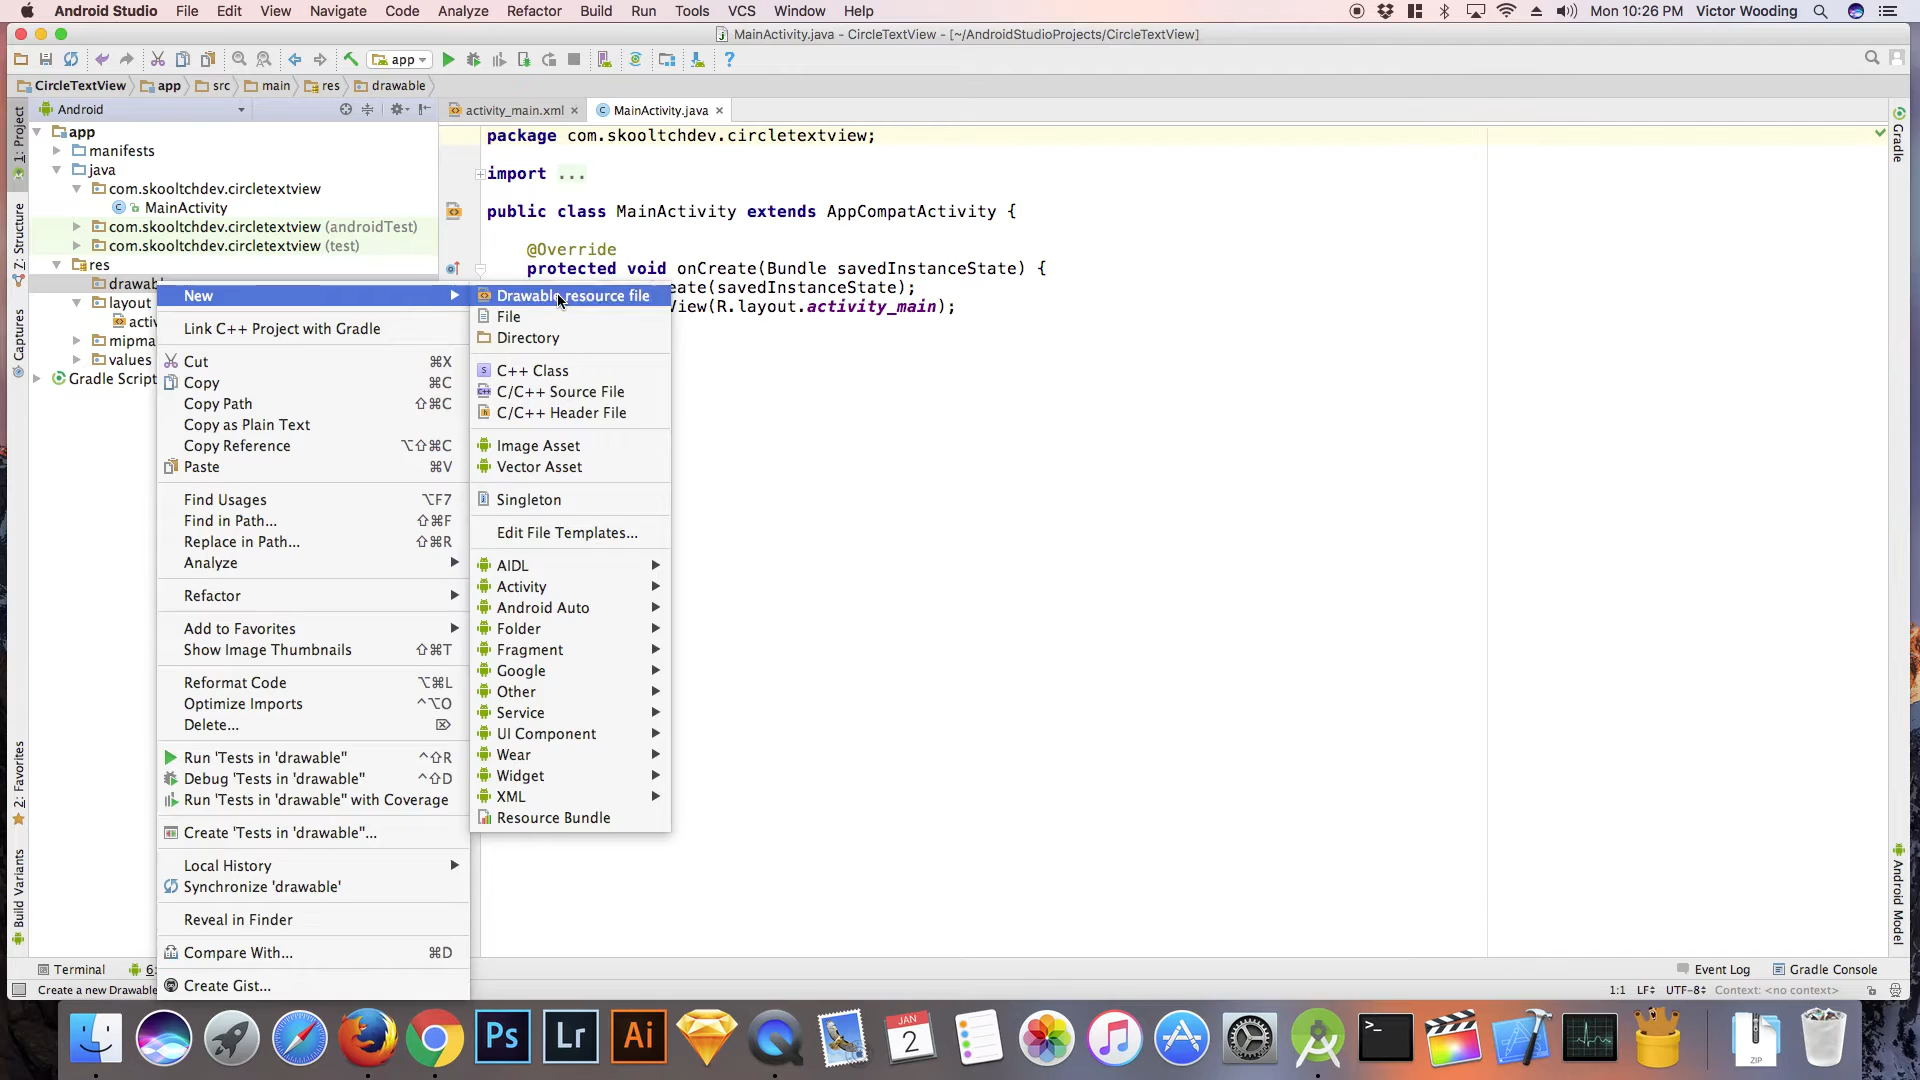 Android Studio File Edit View Navigate Code Analyze Refactor Build Run Tools VCS Window Help Mon 10:26 PM Victor Wooding
MainActivity.java - CircleTextView - [~/AndroidStudioProjects/CircleTextView]
app
CircleTextView app src main res drawable
Android
activity_main.xml MainActivity.java
1: Project
Z: Structure
Captures
2: Favorites
Build Variants
app
manifests
java
com.skooltchdev.circletextview
MainActivity
com.skooltchdev.circletextview (androidTest)
com.skooltchdev.circletextview (test)
res
drawabl
layout
activ
mipma
values
Gradle Script
package com.skooltchdev.circletextview;
import ...
public class MainActivity extends AppCompatActivity {
@Override
protected void onCreate(Bundle savedInstanceState) {
eate(savedInstanceState);
View(R.layout.activity_main);
New
Link C++ Project with Gradle
Cut ⌘X
Copy ⌘C
Copy Path ⇧⌘C
Copy as Plain Text
Copy Reference ⌥⇧⌘C
Paste ⌘V
Find Usages ⌥F7
Find in Path... ⇧⌘F
Replace in Path... ⇧⌘R
Analyze
Refactor
Add to Favorites
Show Image Thumbnails ⇧⌘T
Reformat Code ⌥⌘L
Optimize Imports ^⌥O
Delete... ⌦
Run 'Tests in 'drawable'' ^⇧R
Debug 'Tests in 'drawable'' ^⇧D
Run 'Tests in 'drawable'' with Coverage
Create 'Tests in 'drawable''...
Local History
Synchronize 'drawable'
Reveal in Finder
Compare With... ⌘D
Create Gist...
Drawable resource file
File
Directory
C++ Class
C/C++ Source File
C/C++ Header File
Image Asset
Vector Asset
Singleton
Edit File Templates...
AIDL
Activity
Android Auto
Folder
Fragment
Google
Other
Service
UI Component
Wear
Widget
XML
Resource Bundle
Gradle
Android Model
Terminal 6: Event Log Gradle Console
Create a new Drawable 1:1 LF UTF-8 Context: <no context>
Ps Lr Ai JAN 2 >_ ZIP